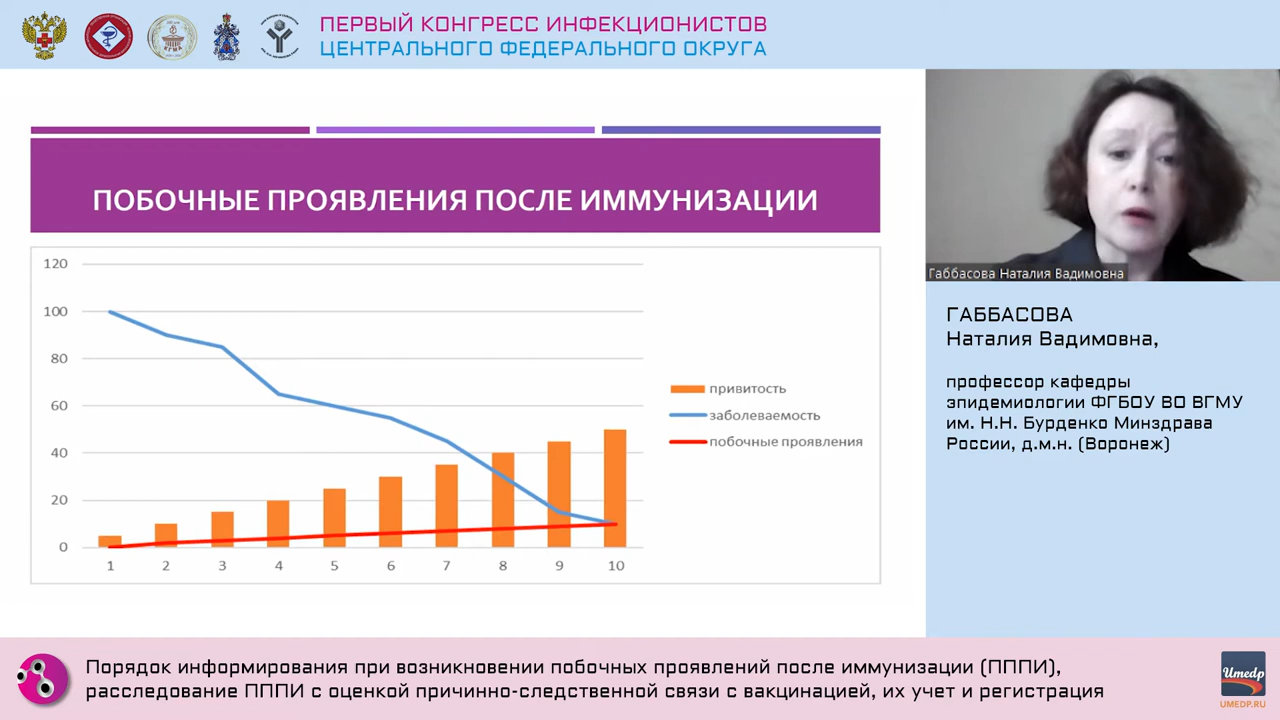 ПЕРВЫЙ КОНГРЕСС ИНФЕКЦИОНИСТОВ
ЦЕНТРАЛЬНОГО ФЕДЕРАЛЬНОГО ОКРУГА
ПОБОЧНЫЕ ПРОЯВЛЕНИЯ ПОСЛЕ ИММУНИЗАЦИИ
120
100
80
60
40
20
0
1 2 3 4 5 6 7 8 9 10
привитость
заболеваемость
побочные проявления
Габбасова Наталия Вадимовна
ГАББАСОВА
Наталия Вадимовна,
профессор кафедры
эпидемиологии ФГБОУ ВО ВГМУ
им. Н.Н. Бурденко Минздрава
России, д.м.н. (Воронеж)
Порядок информирования при возникновении побочных проявлений после иммунизации (ПППИ),
расследование ПППИ с оценкой причинно-следственной связи с вакцинацией, их учет и регистрация
Umedp
UMEDP.RU